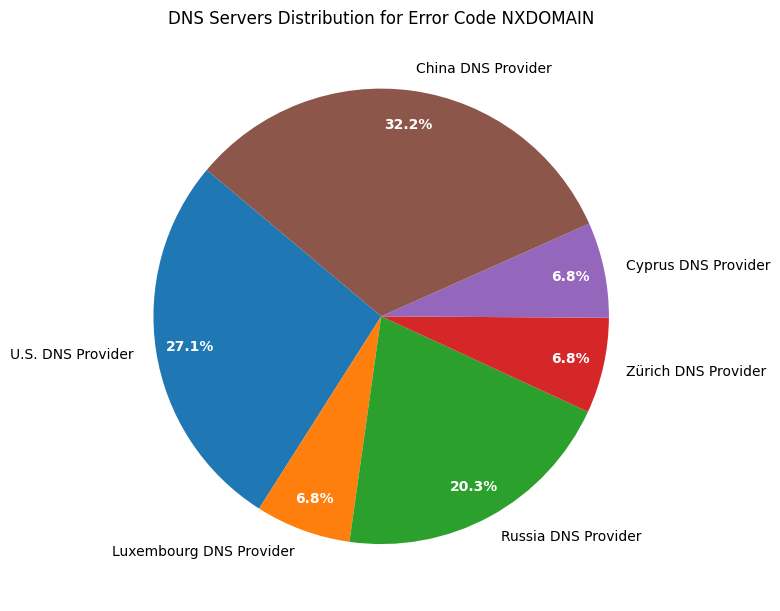 DNS Servers Distribution for Error Code NXDOMAIN
China DNS Provider
32.2%
Cyprus DNS Provider
6.8%
U.S. DNS Provider
27.1%
6.8%
Zürich DNS Provider
20.3%
6.8%
Russia DNS Provider
Luxembourg DNS Provider